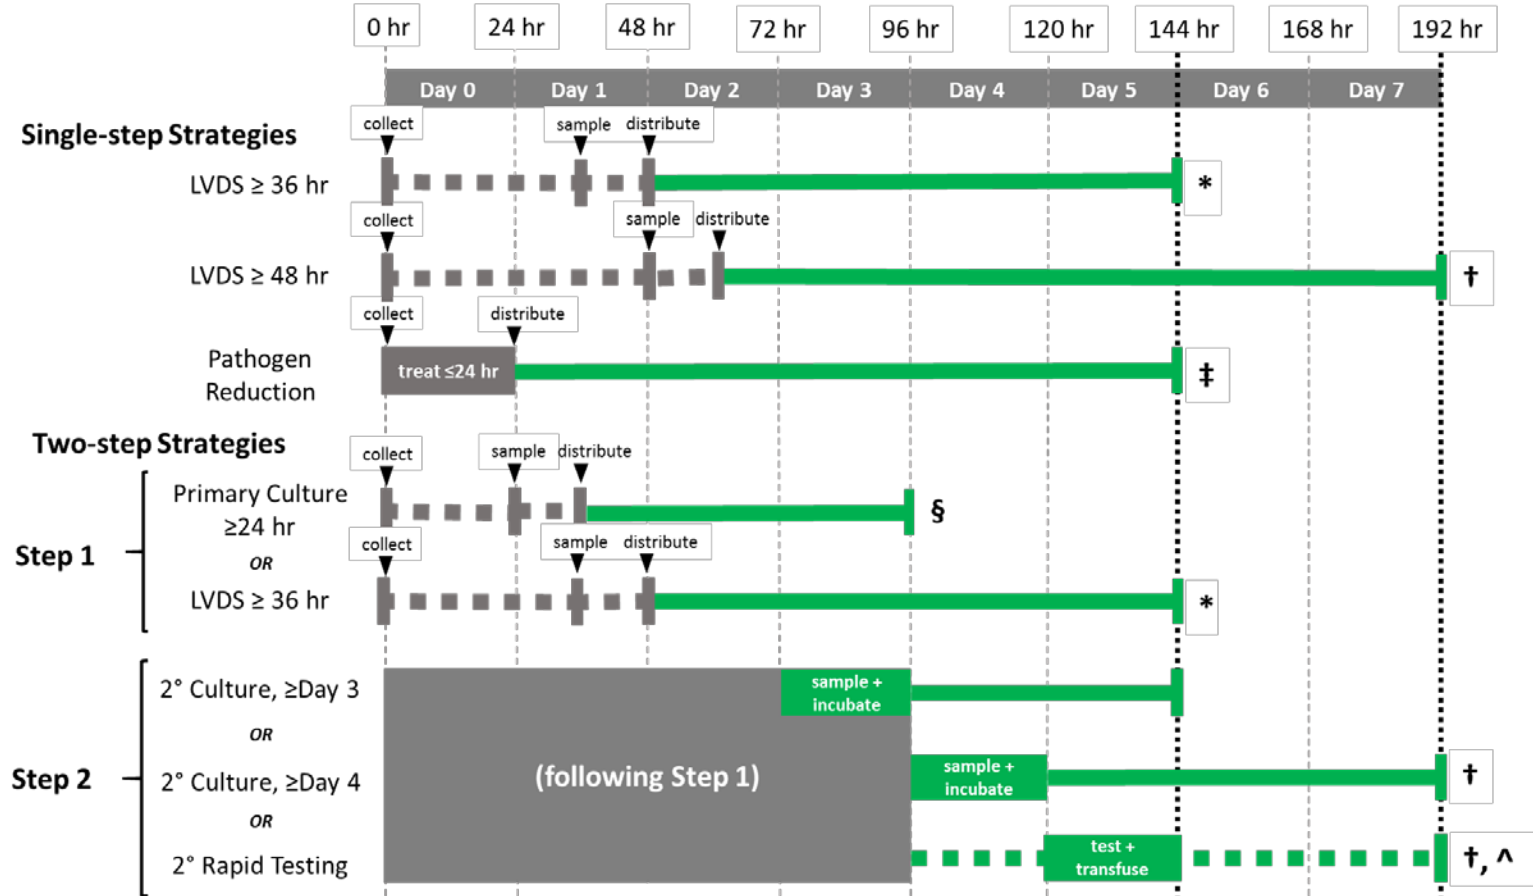 0 hr 24 hr 48 hr 72 hr 96 hr 120 hr 144 hr 168 hr 192 hr
Day 0 Day 1 Day 2 Day 3 Day 4 Day 5 Day 6 Day 7
collect sample distribute
Single-step Strategies
LVDS ≥ 36 hr *
collect sample distribute
LVDS ≥ 48 hr †
collect distribute
Pathogen
Reduction
treat ≤24 hr ‡
Two-step Strategies
collect sample distribute
Step 1
Primary Culture
≥24 hr
§
OR
collect sample distribute
LVDS ≥ 36 hr *
Step 2
(following Step 1)
2° Culture, ≥Day 3
sample +
incubate
OR
2° Culture, ≥Day 4
sample +
incubate
†
OR
2° Rapid Testing
test +
transfuse
†, ^